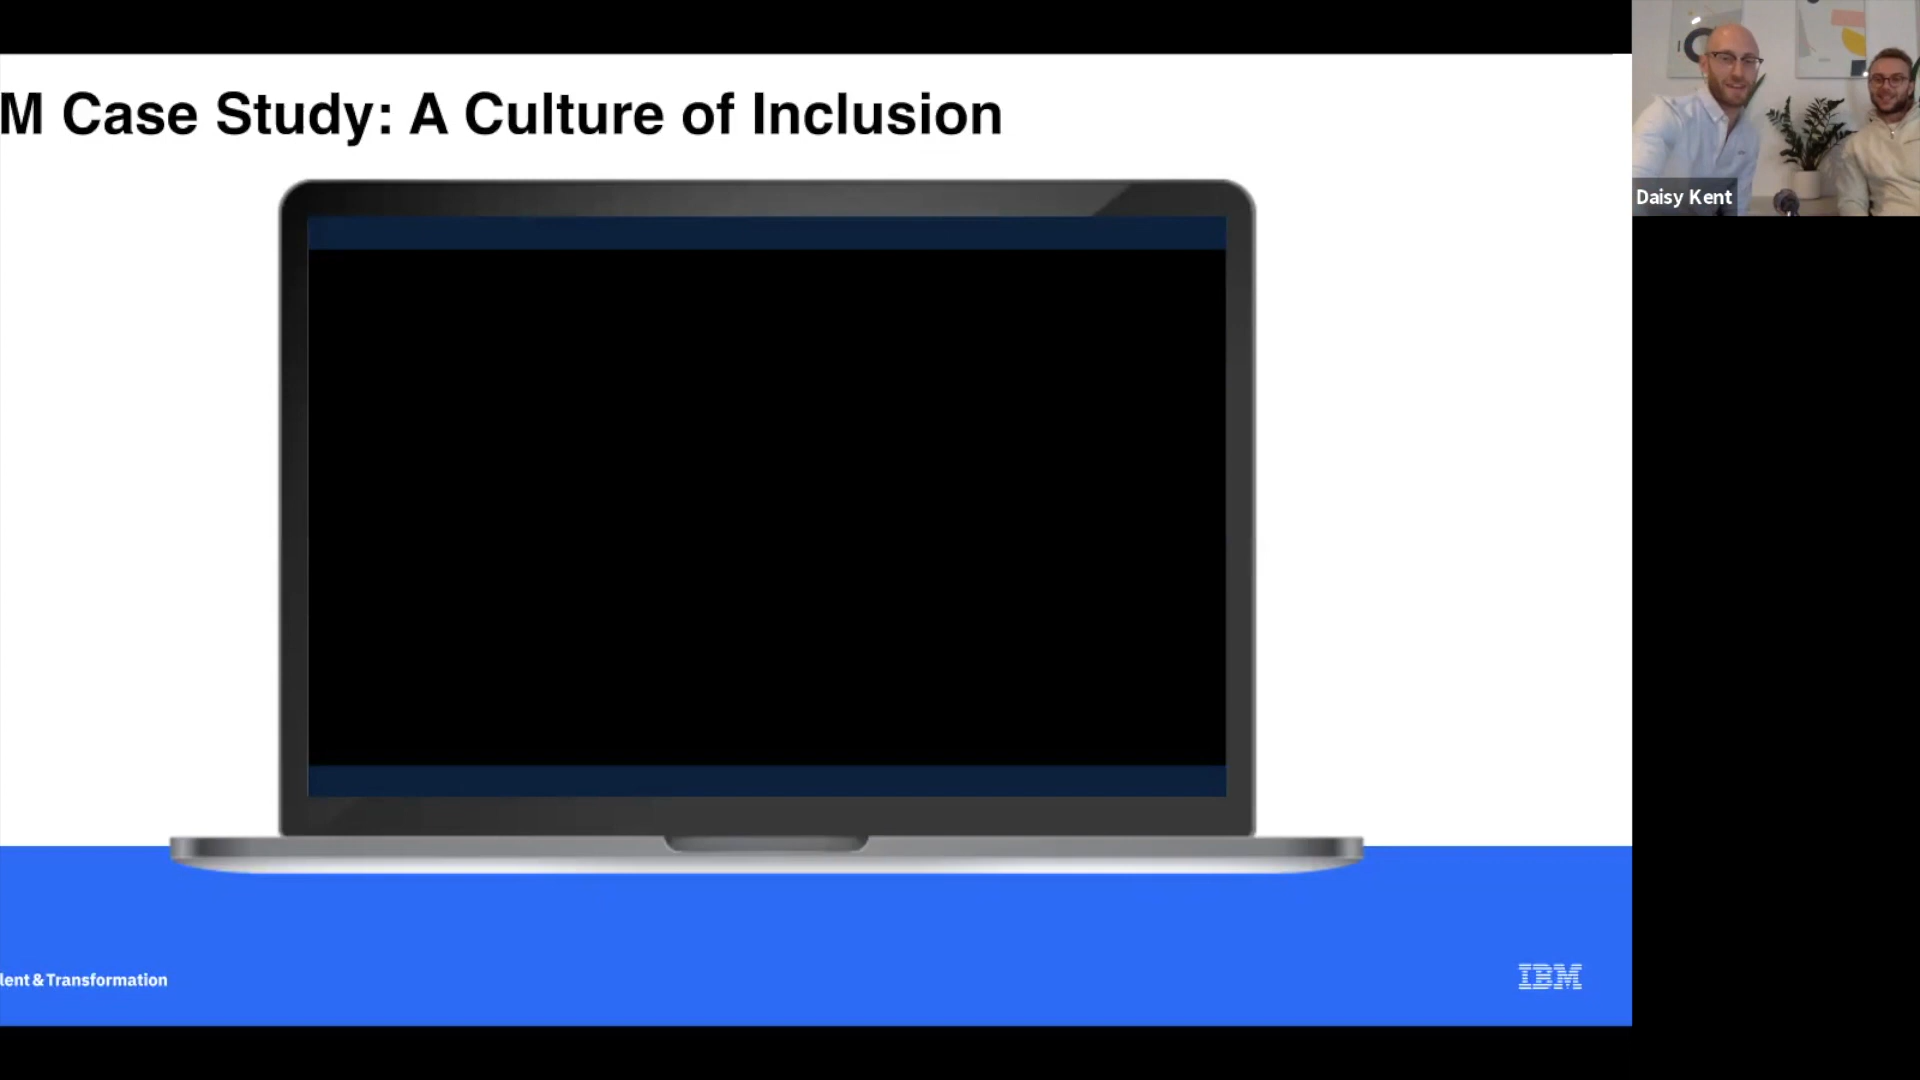 M Case Study: A Culture of Inclusion
Daisy Kent
lent & Transformation
IBM